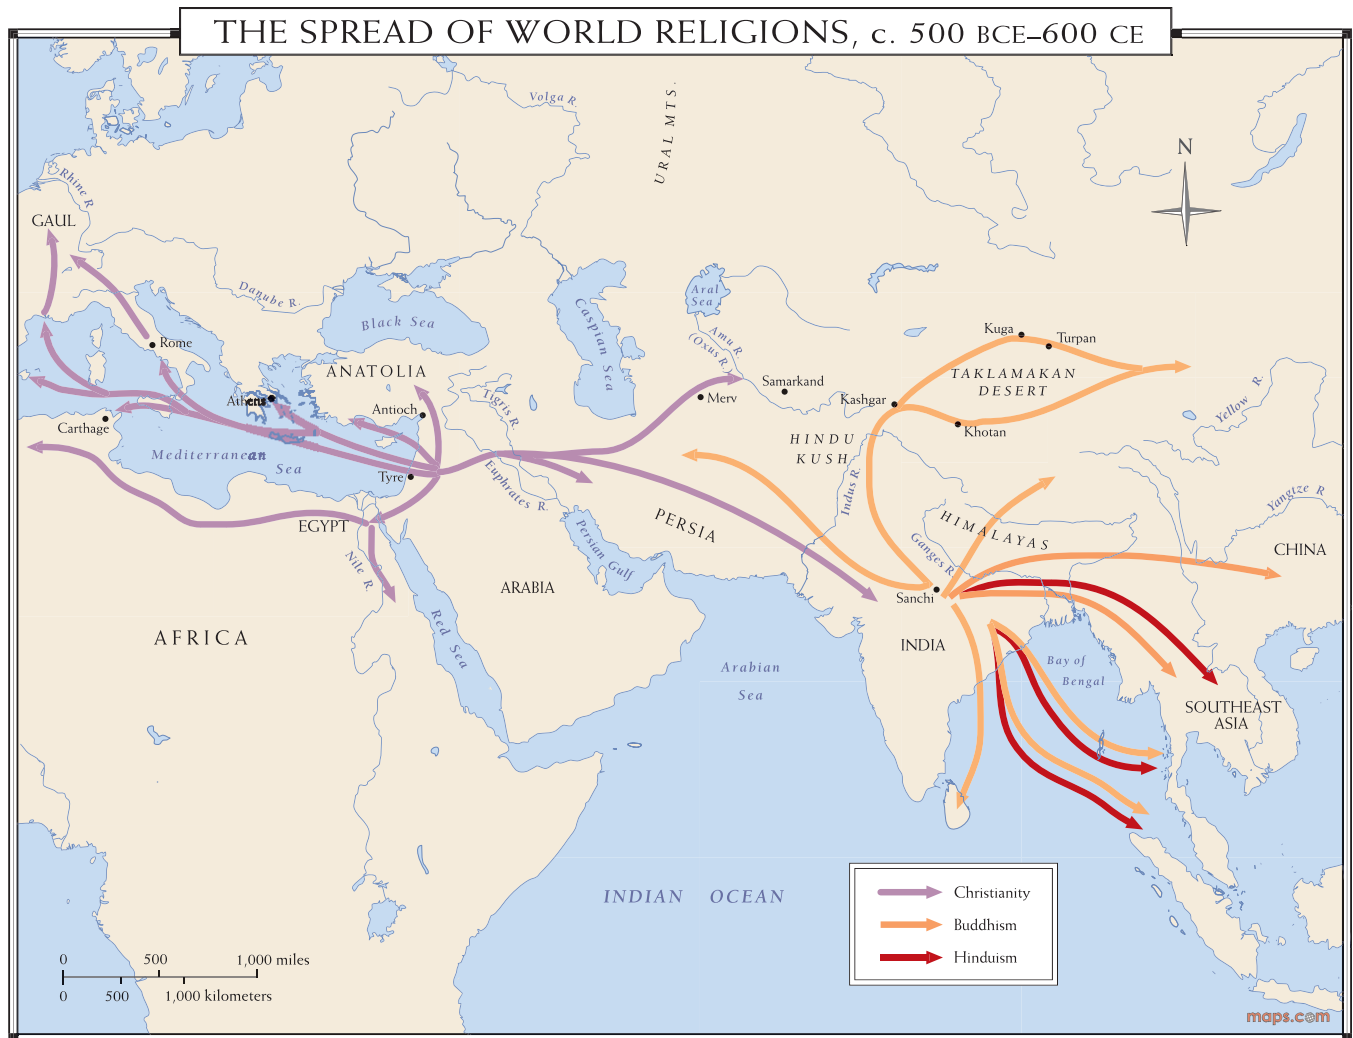 THE SPREAD OF WORLD RELIGIONS, c. 500 BCE–600 CE
Volga R.
URAL MTS.
N
Rhine R
GAUL
Danube R.
Black Sea
Caspian Sea
Aral
Sea
Amu R.
(Oxus R.)
Rome
ANATOLIA
Athens
Antioch
Tigris R.
Carthage
Mediterranean
Sea
Tyre
Euphrates R.
EGYPT
Nile R.
Merv
Samarkand
Kashgar
Kuga
Turpan
TAKLAMAKAN
DESERT
Khotan
HINDU
KUSH
Indus R.
Yellow R.
Yangtze R
HIMALAYAS
Ganges R.
CHINA
PERSIA
Persian Gulf
ARABIA
Red Sea
AFRICA
Sanchi
INDIA
Arabian
Sea
Bay of
Bengal
SOUTHEAST
ASIA
INDIAN OCEAN
Christianity
Buddhism
Hinduism
0 500 1,000 miles
0 500 1,000 kilometers
maps.com